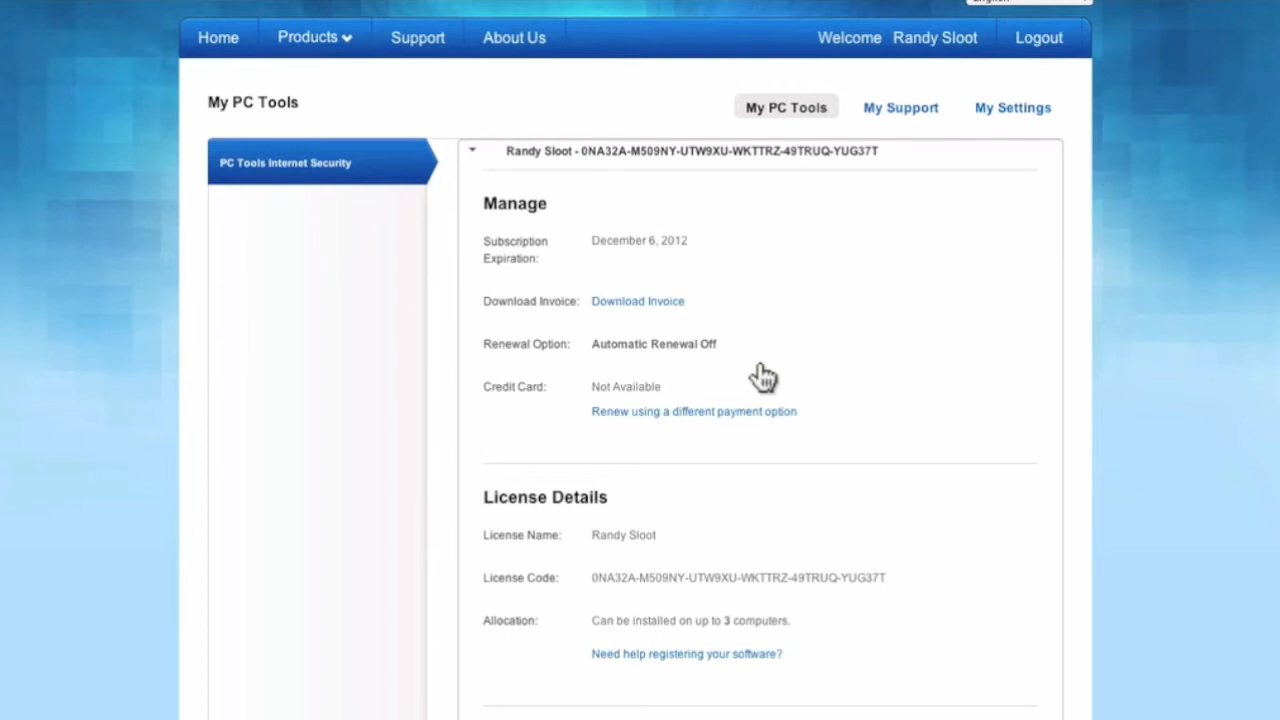 English
Home Products Support About Us Welcome Randy Sloot Logout
My PC Tools
My PC Tools My Support My Settings
PC Tools Internet Security
Randy Sloot - 0NA32A-M509NY-UTW9XU-WKTTRZ-49TRUQ-YUG37T
Manage
Subscription Expiration: December 6, 2012
Download Invoice: Download Invoice
Renewal Option: Automatic Renewal Off
Credit Card: Not Available
Renew using a different payment option
License Details
License Name: Randy Sloot
License Code: 0NA32A-M509NY-UTW9XU-WKTTRZ-49TRUQ-YUG37T
Allocation: Can be installed on up to 3 computers.
Need help registering your software?